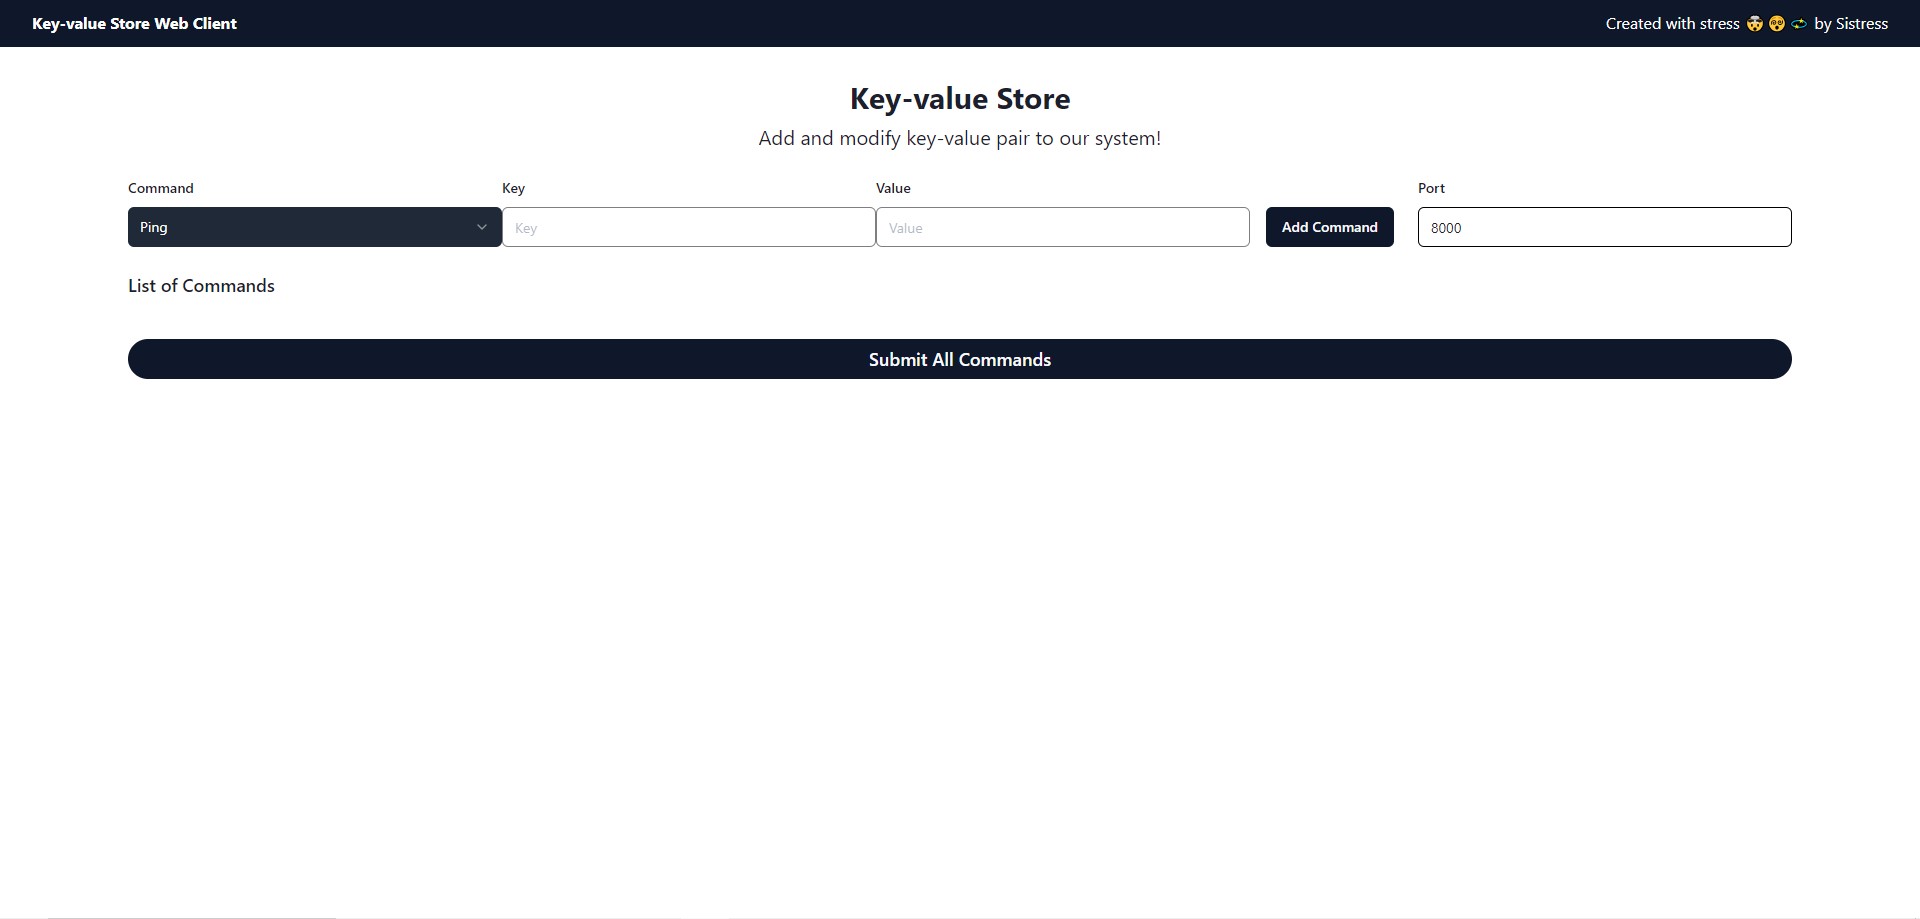 Key-value Store Web Client
Created with stress 🤯 😵‍💫 by Sistress
Key-value Store
Add and modify key-value pair to our system!
Command Key Value Port
Ping Key Value Add Command 8000
List of Commands
Submit All Commands